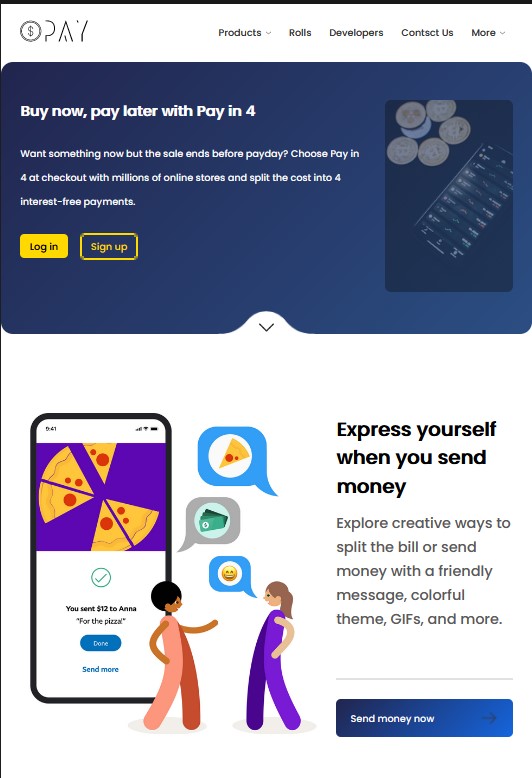 OPAY
Products
Rolls
Developers
Contsct Us
More
Buy now, pay later with Pay in 4
Want something now but the sale ends before payday? Choose Pay in
4 at checkout with millions of online stores and split the cost into 4
interest-free payments.
Log in
Sign up
9:41
You sent $12 to Anna
"For the pizza!"
Done
Send more
Express yourself
when you send
money
Explore creative ways to
split the bill or send
money with a friendly
message, colorful
theme, GIFs, and more.
Send money now